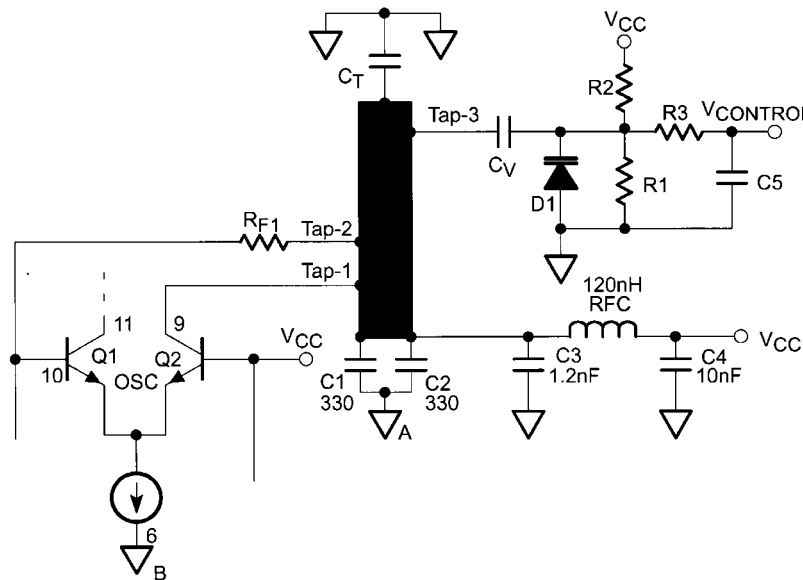 VCC
CT
R2
Tap-3
R3
VCONTROL
CV
D1
R1
C5
RF1
Tap-2
Tap-1
120nH
RFC
11
9
VCC
VCC
Q1
Q2
10
OSC
C1
330
C2
330
C3
1.2nF
C4
10nF
A
6
B